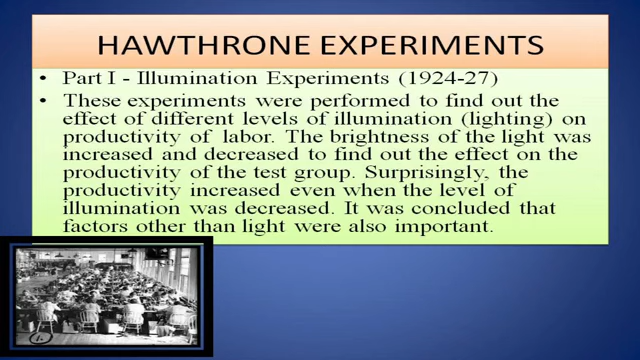 HAWTHRONE EXPERIMENTS
• Part I - Illumination Experiments (1924-27)
• These experiments were performed to find out the
effect of different levels of illumination (lighting) on
productivity of labor. The brightness of the light was
increased and decreased to find out the effect on the
productivity of the test group. Surprisingly, the
productivity increased even when the level of
illumination was decreased. It was concluded that
factors other than light were also important.